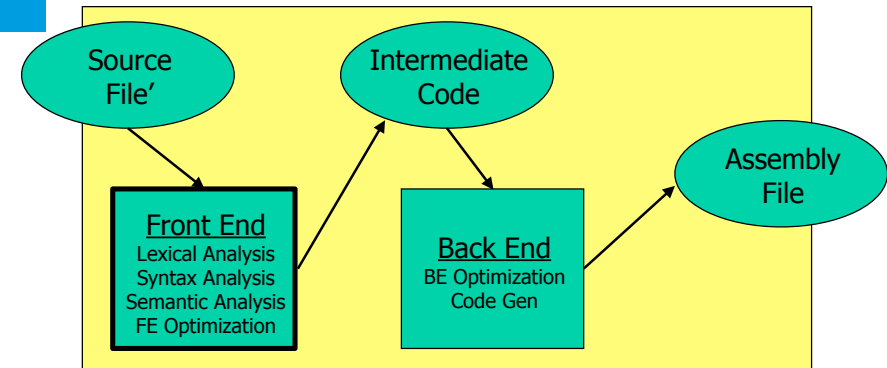 Source
File’
Intermediate
Code
Assembly
File
Front End
Lexical Analysis
Syntax Analysis
Semantic Analysis
FE Optimization
Back End
BE Optimization
Code Gen